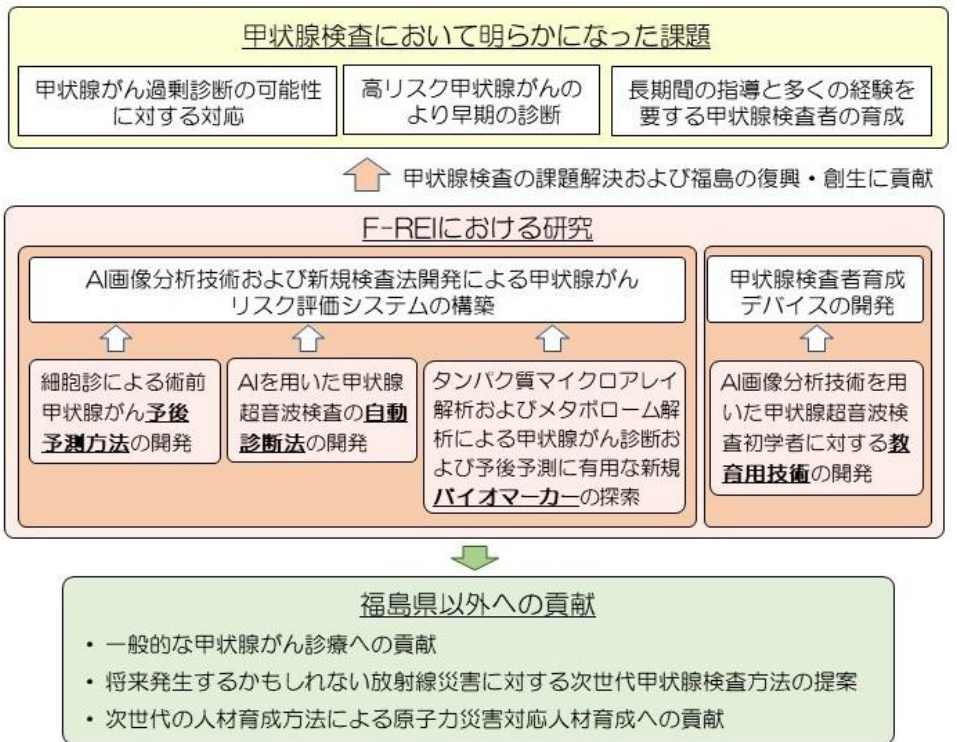 甲状腺検査において明らかになった課題
甲状腺がん過剰診断の可能性
に対する対応
高リスク甲状腺がんの
より早期の診断
長期間の指導と多くの経験を
要する甲状腺検査者の育成
甲状腺検査の課題解決および福島の復興・創生に貢献
F-REIにおける研究
AI画像分析技術および新規検査法開発による甲状腺がん
リスク評価システムの構築
甲状腺検査者育成
デバイスの開発
細胞診による術前
甲状腺がん予後
予測方法の開発
AIを用いた甲状腺
超音波検査の自動
診断法の開発
タンパク質マイクロアレイ
解析およびメタボローム解
析による甲状腺がん診断お
よび予後予測に有用な新規
バイオマーカーの探索
AI画像分析技術を用
いた甲状腺超音波検
査初学者に対する教
育用技術の開発
福島県以外への貢献
・一般的な甲状腺がん診療への貢献
・将来発生するかもしれない放射線災害に対する次世代甲状腺検査方法の提案
・次世代の人材育成方法による原子力災害対応人材育成への貢献